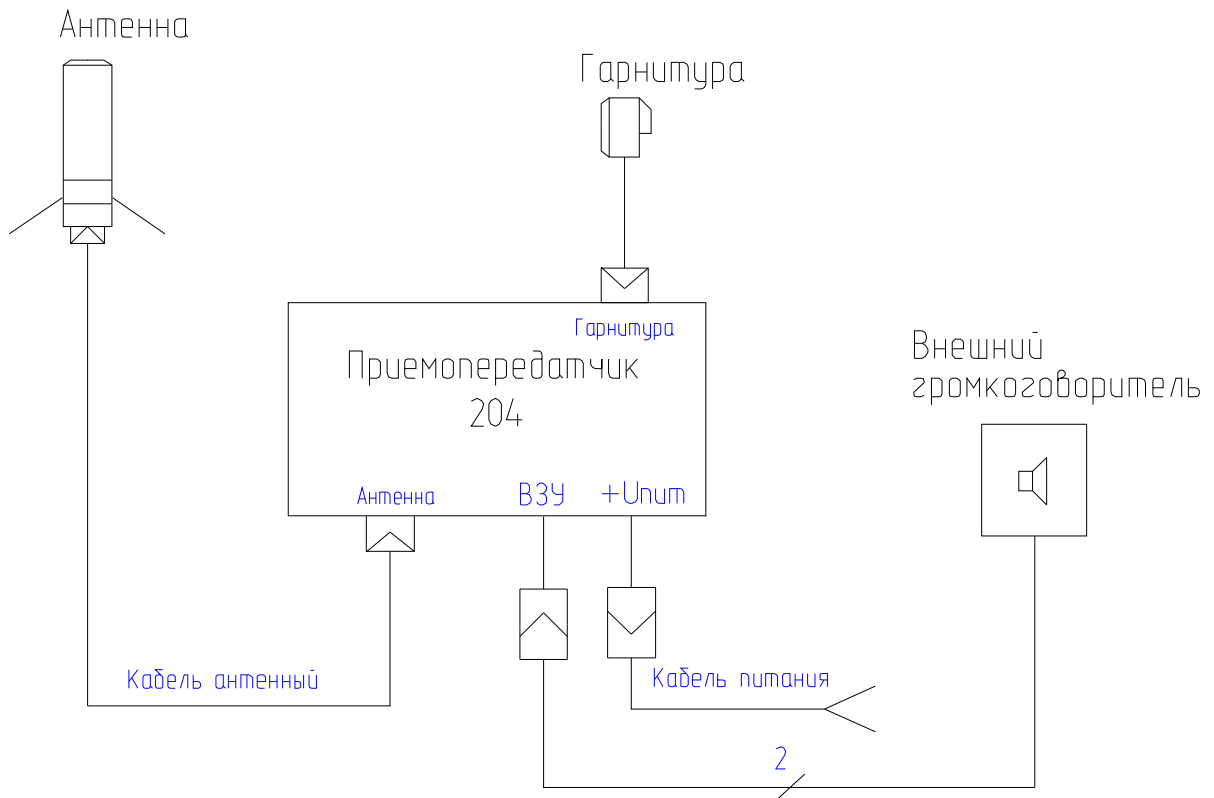 Антенна
Гарнитура
Гарнитура
Приемопередатчик
204
Внешний
громкоговоритель
Антенна
ВЗУ
+Uпит
Кабель антенный
Кабель питания
2